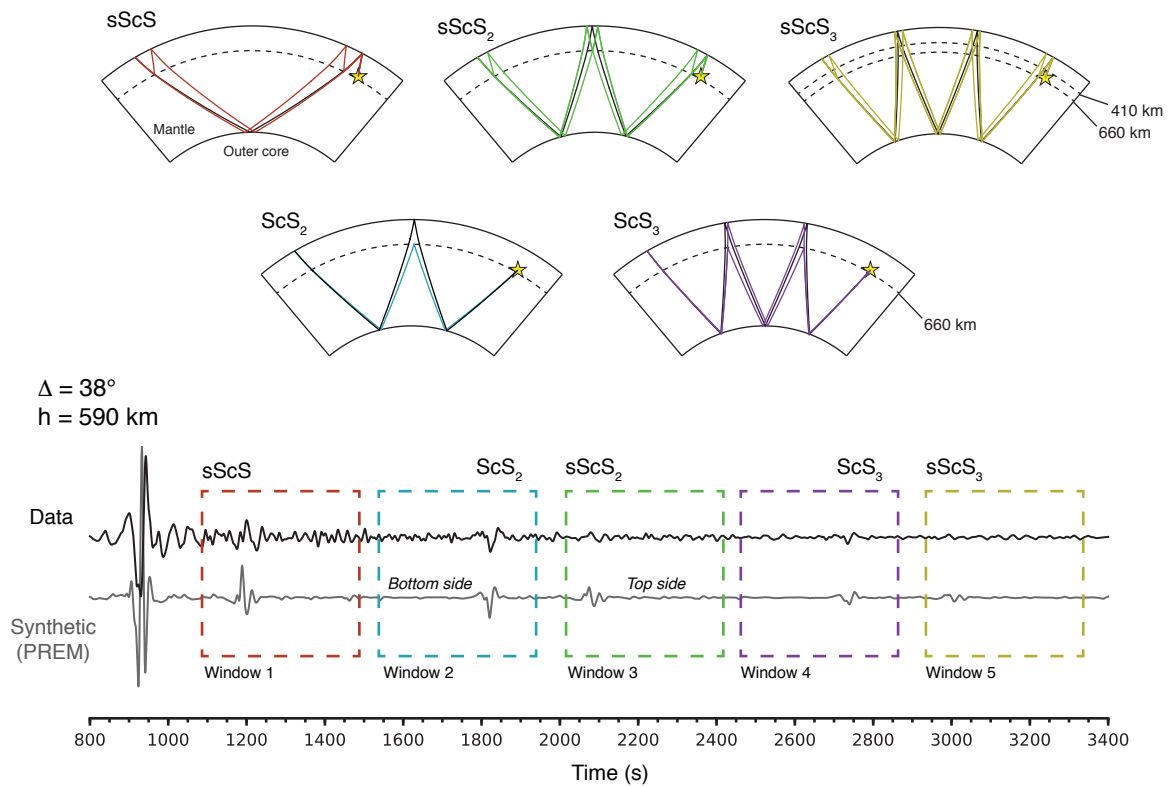 sScS
sScS2
sScS3
Mantle
Outer core
410 km
660 km
ScS2
ScS3
660 km
Δ = 38°
h = 590 km
sScS
ScS2
sScS2
ScS3
sScS3
Data
Bottom side
Top side
Synthetic
(PREM)
Window 1
Window 2
Window 3
Window 4
Window 5
800 1000 1200 1400 1600 1800 2000 2200 2400 2600 2800 3000 3200 3400
Time (s)